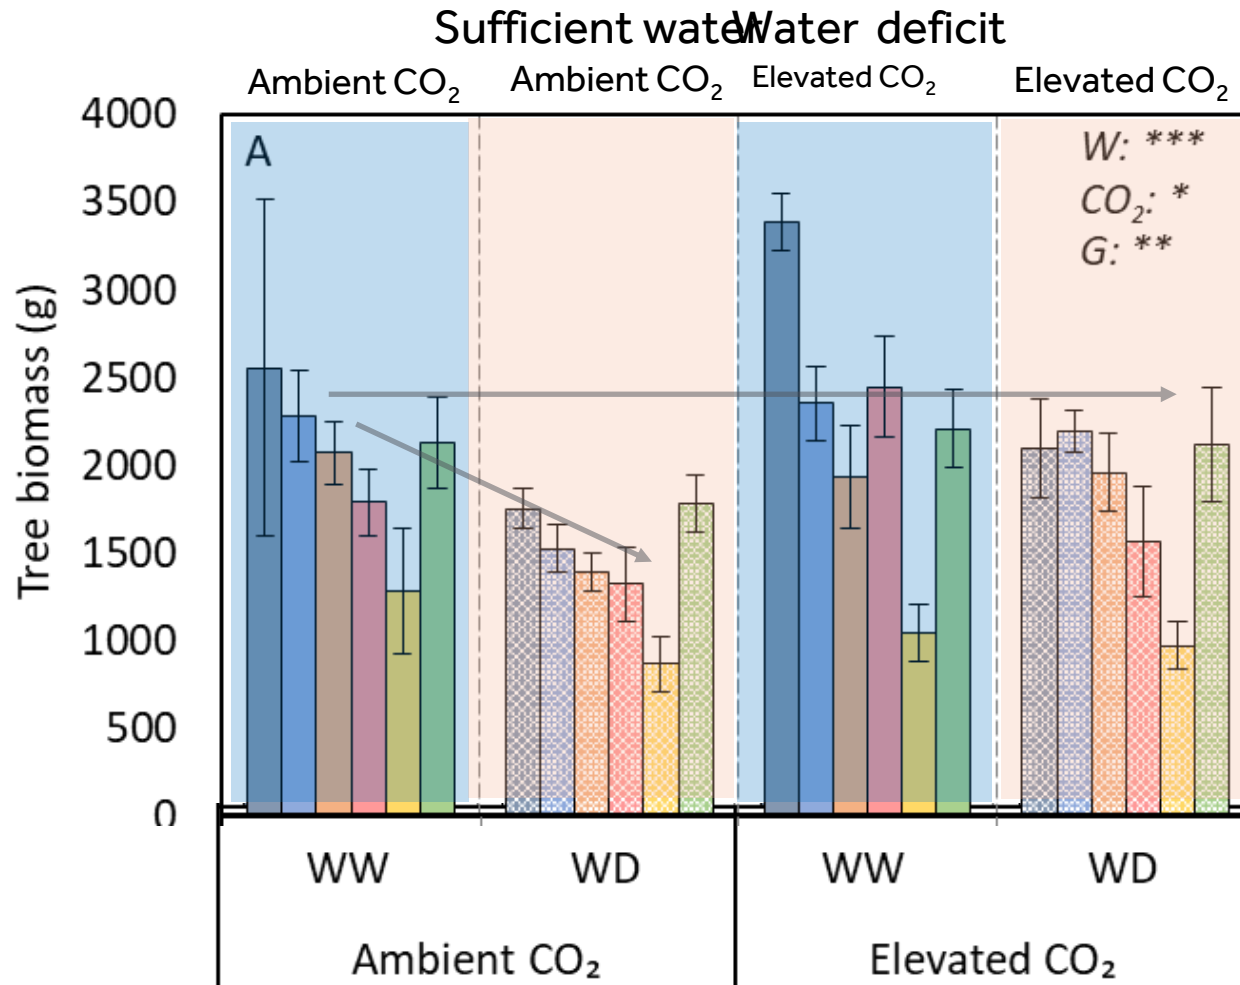 Sufficient water Water deficit
Ambient CO₂ Ambient CO₂ Elevated CO₂ Elevated CO₂
4000
3500
3000
2500
2000
1500
1000
500
0
Tree biomass (g)
A
W: ***
CO₂: *
G: **
WW WD WW WD
Ambient CO₂ Elevated CO₂